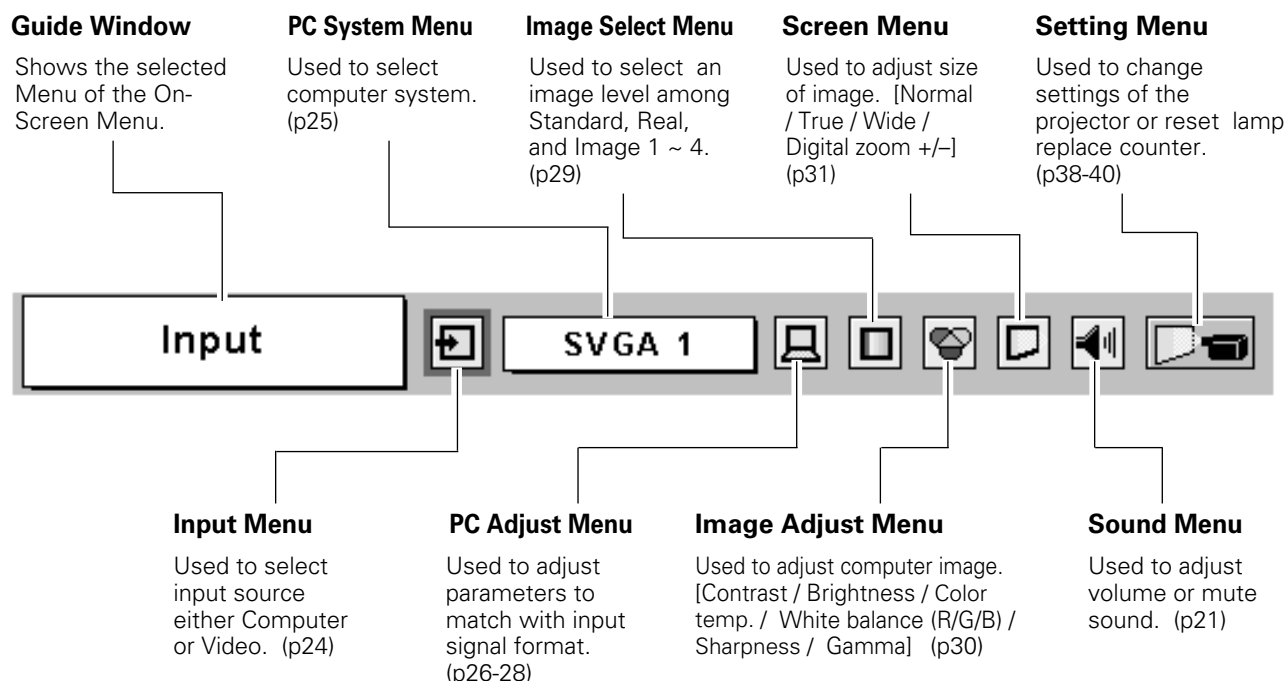 Guide Window
Shows the selected
Menu of the On-
Screen Menu.
PC System Menu
Used to select
computer system.
(p25)
Image Select Menu
Used to select an
image level among
Standard, Real,
and Image 1 ~ 4.
(p29)
Screen Menu
Used to adjust size
of image. [Normal
/ True / Wide /
Digital zoom +/–]
(p31)
Setting Menu
Used to change
settings of the
projector or reset lamp
replace counter.
(p38-40)
Input
SVGA 1
Input Menu
Used to select
input source
either Computer
or Video. (p24)
PC Adjust Menu
Used to adjust
parameters to
match with input
signal format.
(p26-28)
Image Adjust Menu
Used to adjust computer image.
[Contrast / Brightness / Color
temp. / White balance (R/G/B) /
Sharpness / Gamma] (p30)
Sound Menu
Used to adjust
volume or mute
sound. (p21)